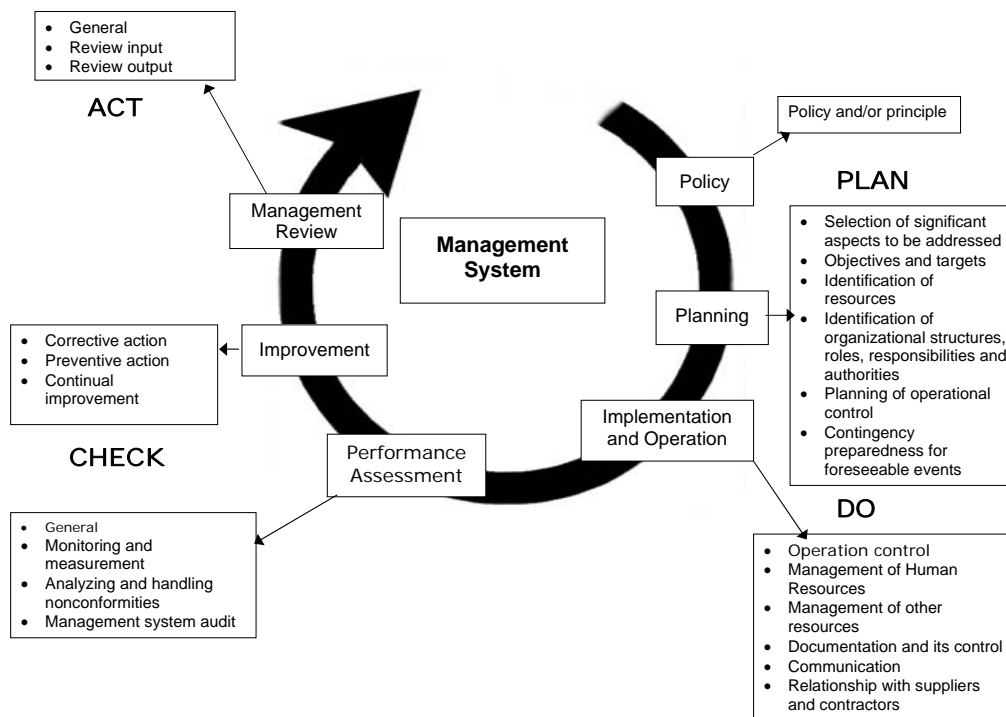 • General
• Review input
• Review output
ACT
Management
Review
Policy and/or principle
Policy
PLAN
Management
System
• Selection of significant
aspects to be addressed
• Objectives and targets
• Identification of
resources
• Identification of
organizational structures,
roles, responsibilities and
authorities
• Planning of operational
control
• Contingency
preparedness for
foreseeable events
Planning
• Corrective action
• Preventive action
• Continual
improvement
Improvement
CHECK
Implementation
and Operation
Performance
Assessment
• General
• Monitoring and
measurement
• Analyzing and handling
nonconformities
• Management system audit
DO
• Operation control
• Management of Human
Resources
• Management of other
resources
• Documentation and its control
• Communication
• Relationship with suppliers
and contractors